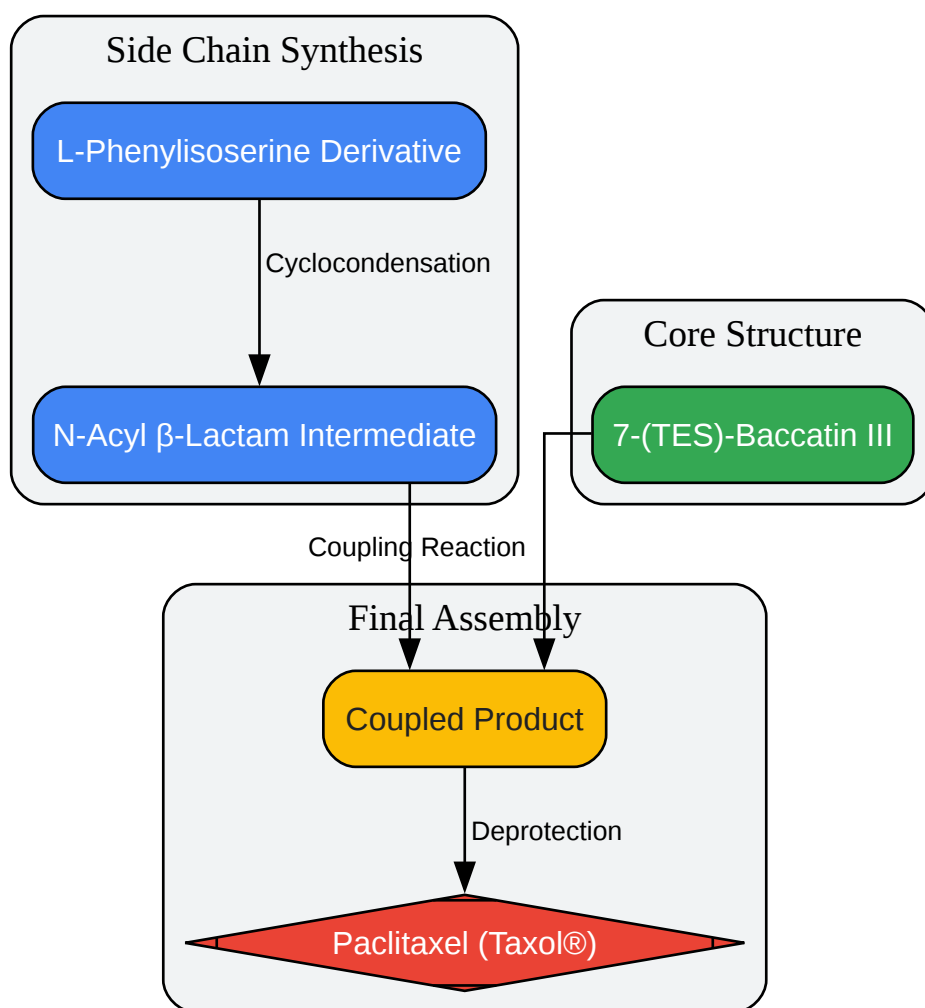 Side Chain Synthesis
L-Phenylisoserine Derivative
Cyclocondensation
N-Acyl β-Lactam Intermediate
Core Structure
7-(TES)-Baccatin III
Coupling Reaction
Final Assembly
Coupled Product
Deprotection
Paclitaxel (Taxol®)